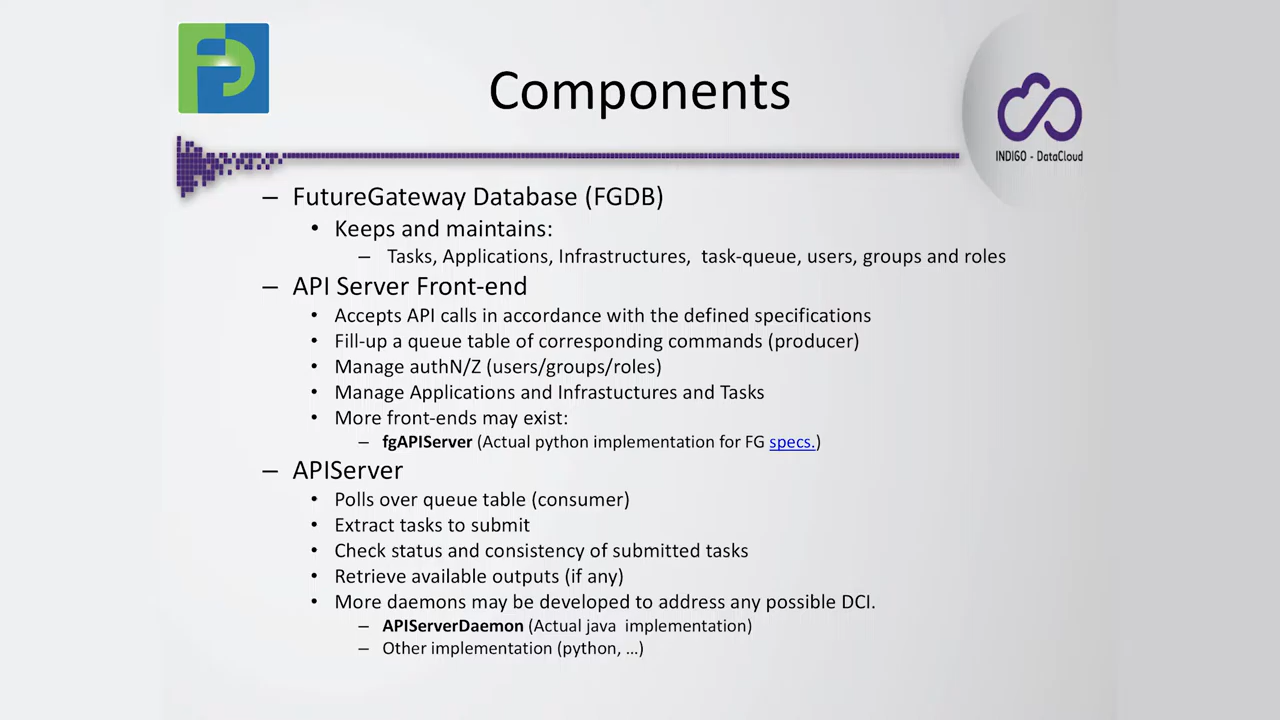 Components
INDIGO - DataCloud
– FutureGateway Database (FGDB)
• Keeps and maintains:
– Tasks, Applications, Infrastructures, task-queue, users, groups and roles
– API Server Front-end
• Accepts API calls in accordance with the defined specifications
• Fill-up a queue table of corresponding commands (producer)
• Manage authN/Z (users/groups/roles)
• Manage Applications and Infrastuctures and Tasks
• More front-ends may exist:
– fgAPIServer (Actual python implementation for FG specs.)
– APIServer
• Polls over queue table (consumer)
• Extract tasks to submit
• Check status and consistency of submitted tasks
• Retrieve available outputs (if any)
• More daemons may be developed to address any possible DCI.
– APIServerDaemon (Actual java implementation)
– Other implementation (python, …)